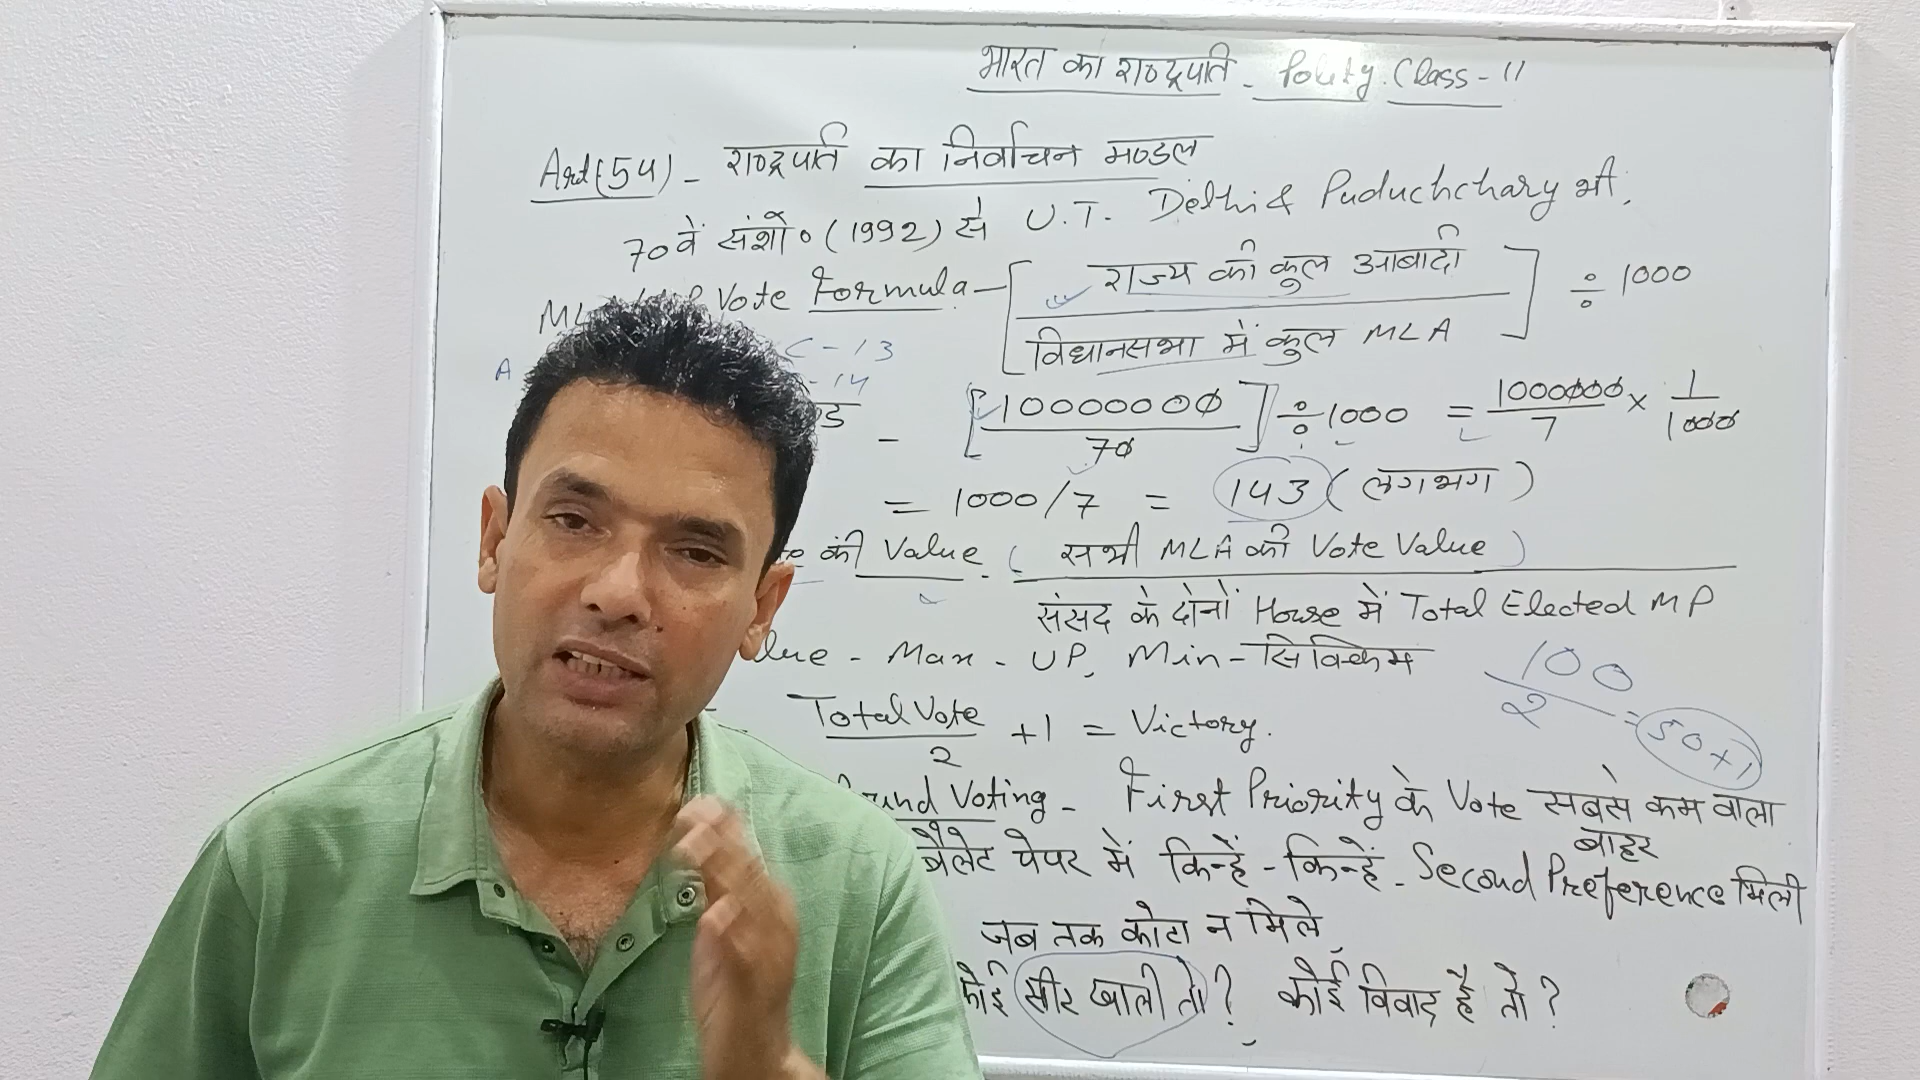 भारत का राष्ट्रपति - Polity. Class - 11
Art(54) - राष्ट्रपति का निर्वाचन मण्डल
70वें संशो० (1992) से U.T. Delhi & Puduchchary भी.
Vote Formula - [राज्य की कुल आबादी / विधानसभा में कुल MLA] ÷ 1000
C - 13
A
- 14
- [10000000 / 70] ÷ 1000 = 1000000 / 7 × 1 / 1000
= 1000/7 = 143 (लगभग)
की Value - (सभी MLA की Vote Value)
संसद के दोनों House में Total Elected MP
- Max - UP, Min - सिक्किम
100 / 2 = 50+1
Total Vote / 2 + 1 = Victory.
Voting - First Priority के Vote सबसे कम वाला
बाहर
बैलेट पेपर में किन्हें - किन्हें - Second Preference मिली
जब तक कोटा न मिले,
कोई सीट खाली तो? कोई विवाद है तो?